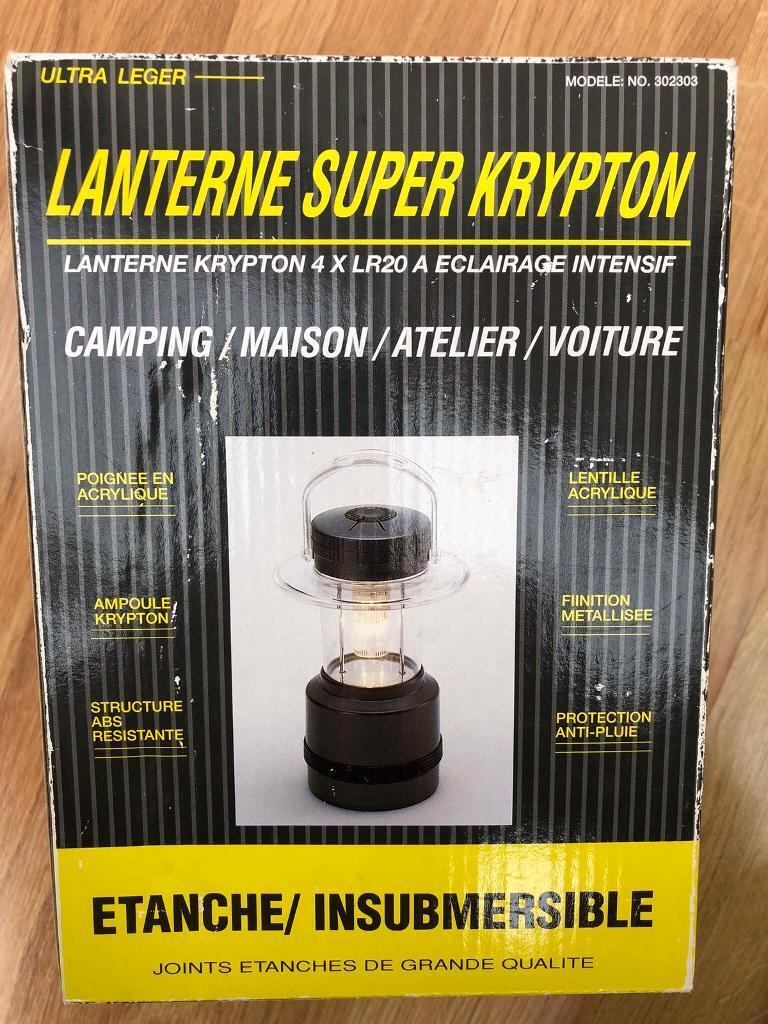 ULTRA LEGER
MODELE: NO. 302303
LANTERNE SUPER KRYPTON
LANTERNE KRYPTON 4 X LR20 A ECLAIRAGE INTENSIF
CAMPING / MAISON / ATELIER / VOITURE
POIGNEE EN
ACRYLIQUE
AMPOULE
KRYPTON
STRUCTURE
ABS
RESISTANTE
LENTILLE
ACRYLIQUE
FIINITION
METALLISEE
PROTECTION
ANTI-PLUIE
ETANCHE/ INSUBMERSIBLE
JOINTS ETANCHES DE GRANDE QUALITE